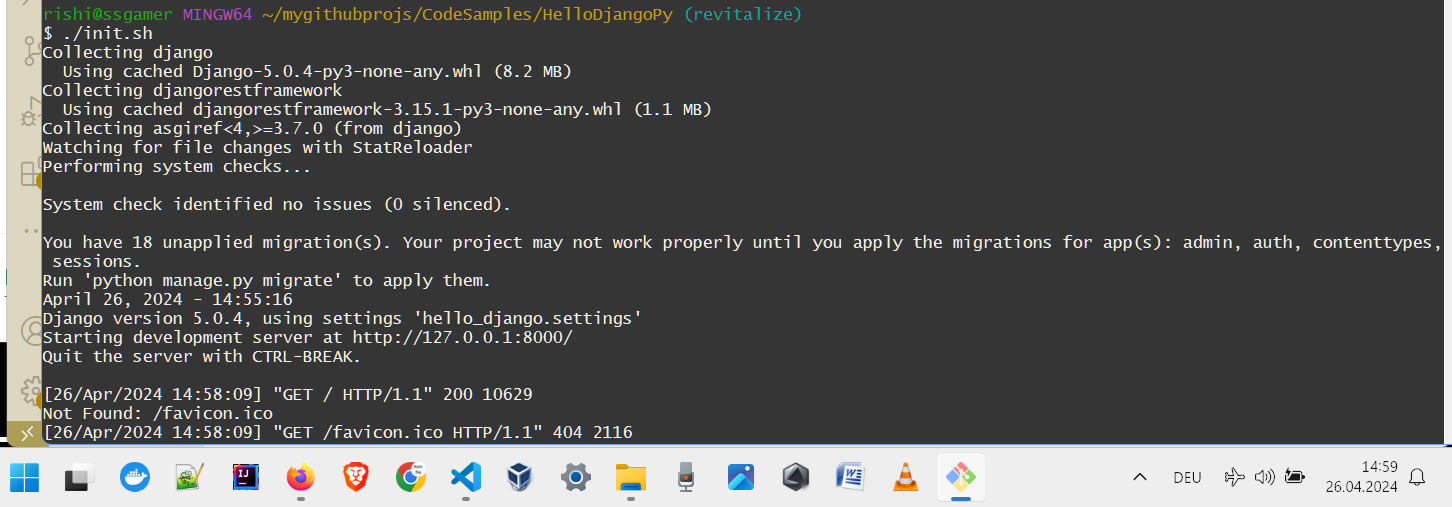 rishi@ssgamer MINGW64 ~/mygithubprojs/CodeSamples/HelloDjangoPy (revitalize)
$ ./init.sh
Collecting django
  Using cached Django-5.0.4-py3-none-any.whl (8.2 MB)
Collecting djangorestframework
  Using cached djangorestframework-3.15.1-py3-none-any.whl (1.1 MB)
Collecting asgiref<4,>=3.7.0 (from django)
Watching for file changes with StatReloader
Performing system checks...
System check identified no issues (0 silenced).
You have 18 unapplied migration(s). Your project may not work properly until you apply the migrations for app(s): admin, auth, contenttypes,
 sessions.
Run 'python manage.py migrate' to apply them.
April 26, 2024 - 14:55:16
Django version 5.0.4, using settings 'hello_django.settings'
Starting development server at http://127.0.0.1:8000/
Quit the server with CTRL-BREAK.
[26/Apr/2024 14:58:09] "GET / HTTP/1.1" 200 10629
Not Found: /favicon.ico
[26/Apr/2024 14:58:09] "GET /favicon.ico HTTP/1.1" 404 2116
DEU
14:59
26.04.2024